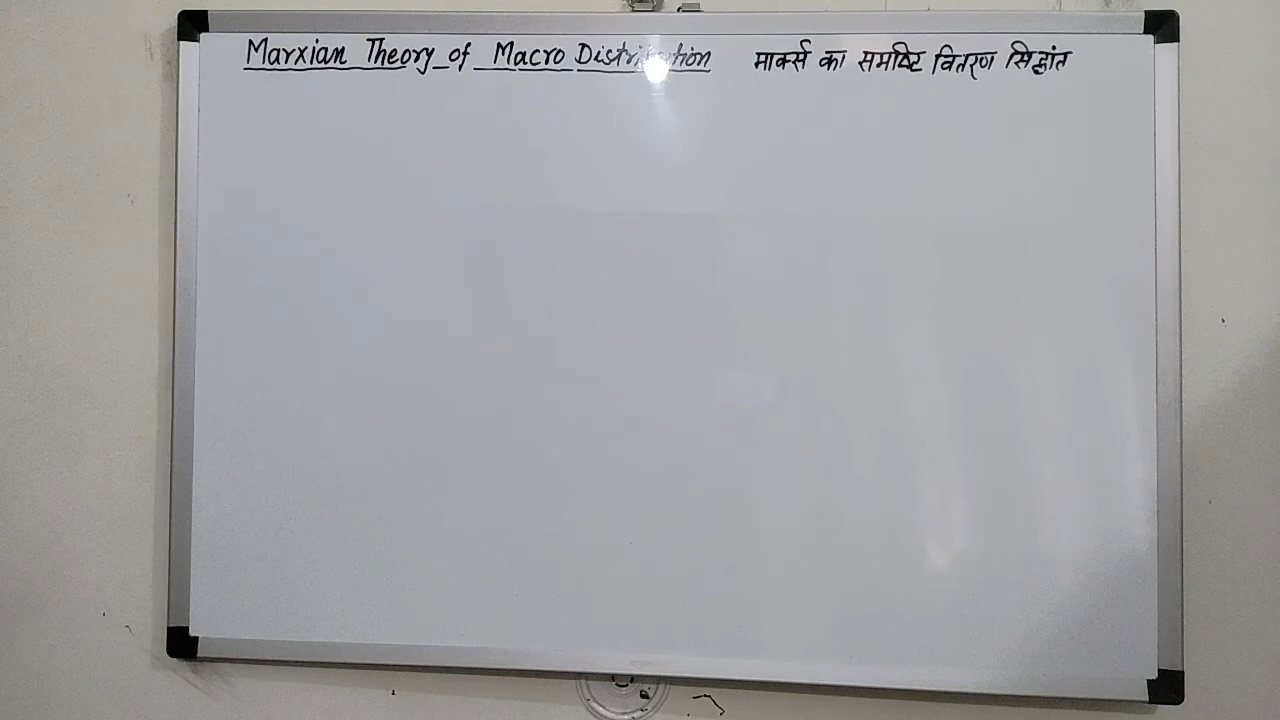 Marxian Theory of Macro Distribution मार्क्स का समष्टि वितरण सिद्धांत